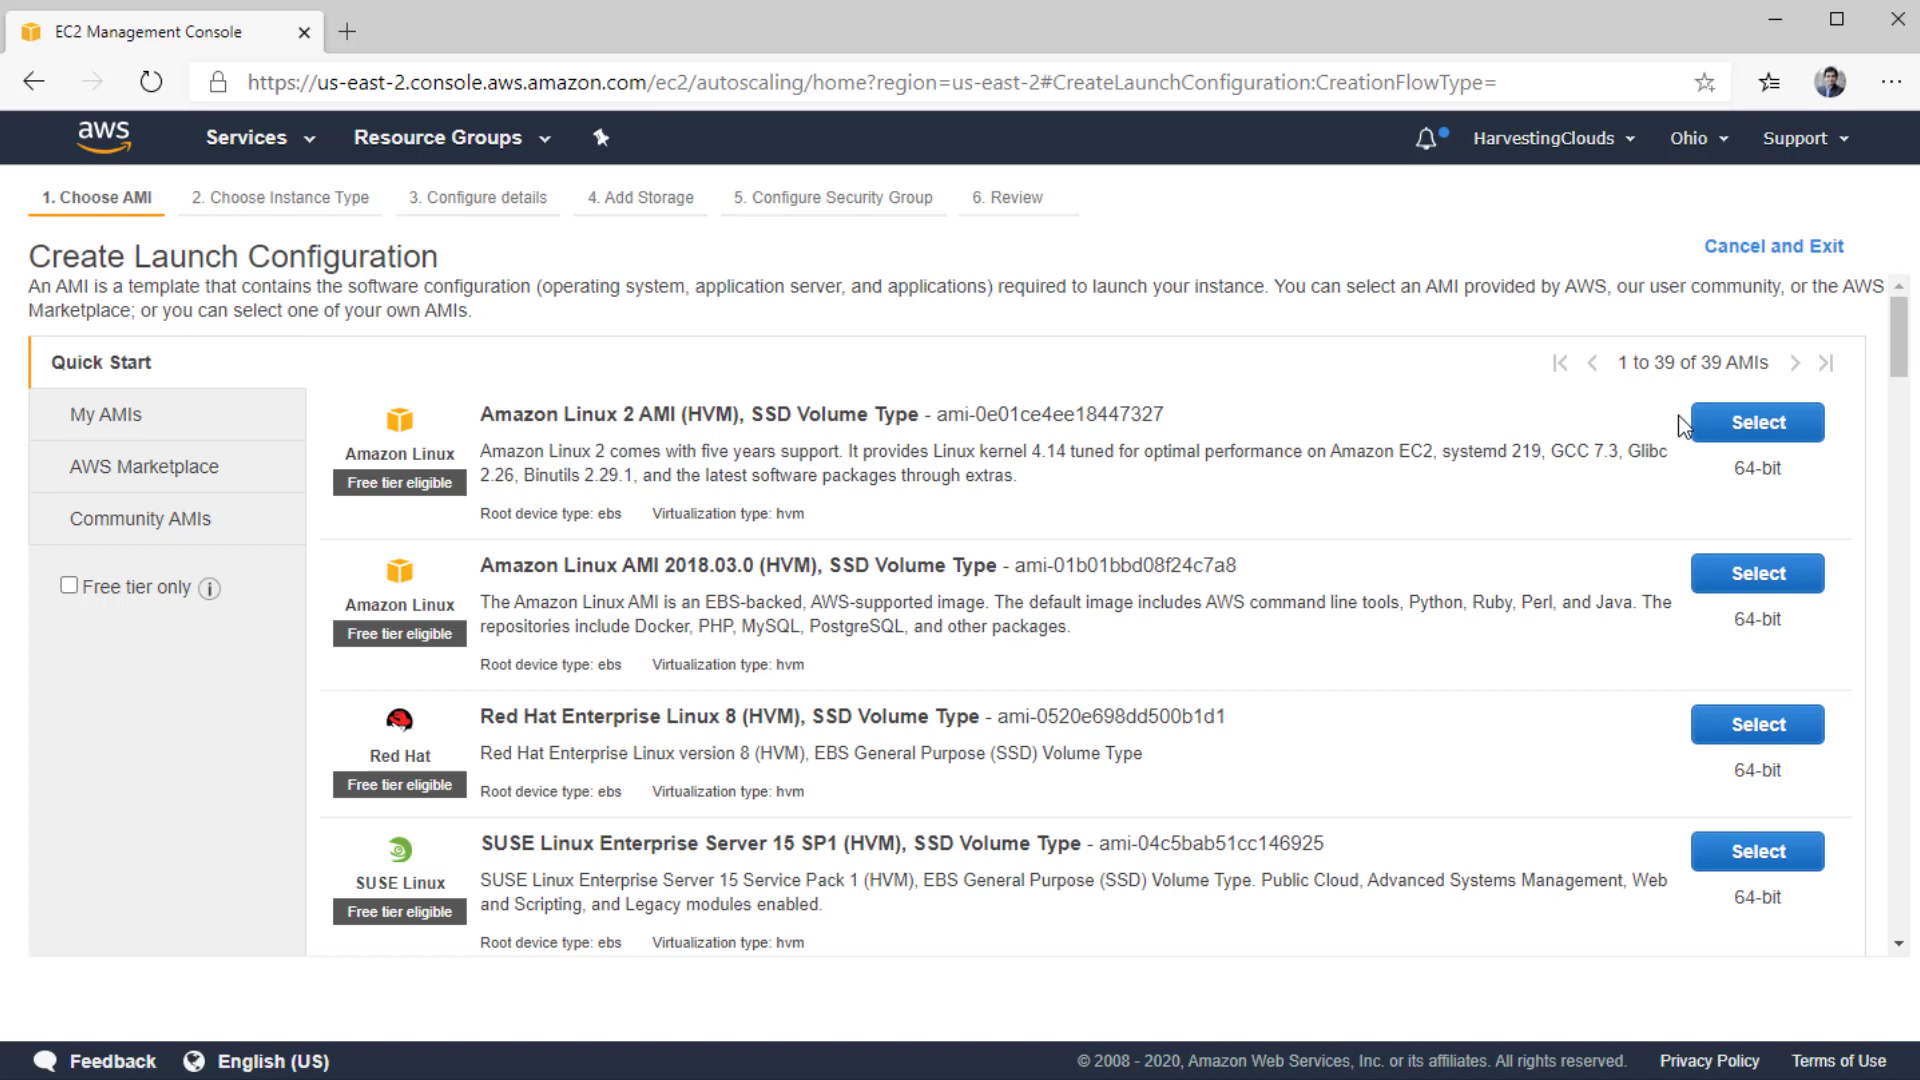 EC2 Management Console
https://us-east-2.console.aws.amazon.com/ec2/autoscaling/home?region=us-east-2#CreateLaunchConfiguration:CreationFlowType=
aws Services Resource Groups HarvestingClouds Ohio Support
1. Choose AMI 2. Choose Instance Type 3. Configure details 4. Add Storage 5. Configure Security Group 6. Review
Create Launch Configuration
Cancel and Exit
An AMI is a template that contains the software configuration (operating system, application server, and applications) required to launch your instance. You can select an AMI provided by AWS, our user community, or the AWS
Marketplace; or you can select one of your own AMIs.
Quick Start
My AMIs
AWS Marketplace
Community AMIs
Free tier only
1 to 39 of 39 AMIs
Amazon Linux
Free tier eligible
Amazon Linux 2 AMI (HVM), SSD Volume Type - ami-0e01ce4ee18447327
Amazon Linux 2 comes with five years support. It provides Linux kernel 4.14 tuned for optimal performance on Amazon EC2, systemd 219, GCC 7.3, Glibc
2.26, Binutils 2.29.1, and the latest software packages through extras.
Root device type: ebs Virtualization type: hvm
Select
64-bit
Amazon Linux
Free tier eligible
Amazon Linux AMI 2018.03.0 (HVM), SSD Volume Type - ami-01b01bbd08f24c7a8
The Amazon Linux AMI is an EBS-backed, AWS-supported image. The default image includes AWS command line tools, Python, Ruby, Perl, and Java. The
repositories include Docker, PHP, MySQL, PostgreSQL, and other packages.
Root device type: ebs Virtualization type: hvm
Select
64-bit
Red Hat
Free tier eligible
Red Hat Enterprise Linux 8 (HVM), SSD Volume Type - ami-0520e698dd500b1d1
Red Hat Enterprise Linux version 8 (HVM), EBS General Purpose (SSD) Volume Type
Root device type: ebs Virtualization type: hvm
Select
64-bit
SUSE Linux
Free tier eligible
SUSE Linux Enterprise Server 15 SP1 (HVM), SSD Volume Type - ami-04c5bab51cc146925
SUSE Linux Enterprise Server 15 Service Pack 1 (HVM), EBS General Purpose (SSD) Volume Type. Public Cloud, Advanced Systems Management, Web
and Scripting, and Legacy modules enabled.
Root device type: ebs Virtualization type: hvm
Select
64-bit
Feedback English (US) © 2008 - 2020, Amazon Web Services, Inc. or its affiliates. All rights reserved. Privacy Policy Terms of Use